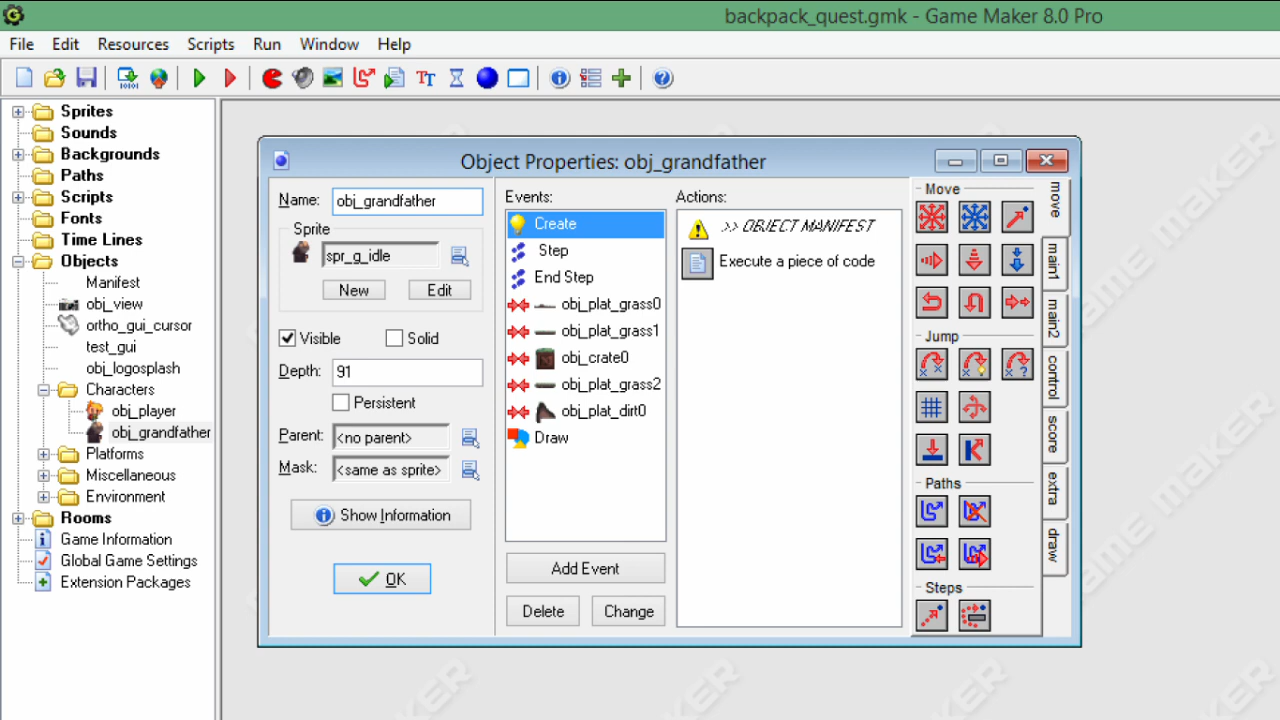 backpack_quest.gmk - Game Maker 8.0 Pro
File Edit Resources Scripts Run Window Help
Sprites
Sounds
Backgrounds
Paths
Scripts
Fonts
Time Lines
Objects
Manifest
obj_view
ortho_gui_cursor
test_gui
obj_logosplash
Characters
obj_player
obj_grandfather
Platforms
Miscellaneous
Environment
Rooms
Game Information
Global Game Settings
Extension Packages
Object Properties: obj_grandfather
Name: obj_grandfather
Sprite
spr_g_idle
New Edit
Visible Solid
Depth: 91
Persistent
Parent: <no parent>
Mask: <same as sprite>
Show Information
OK
Events:
Create
Step
End Step
obj_plat_grass0
obj_plat_grass1
obj_crate0
obj_plat_grass2
obj_plat_dirt0
Draw
Add Event
Delete Change
Actions:
>> OBJECT MANIFEST
Execute a piece of code
Move
Jump
Paths
Steps
move
main1
main2
control
score
extra
draw
GAME MAKER
GAME MAKER